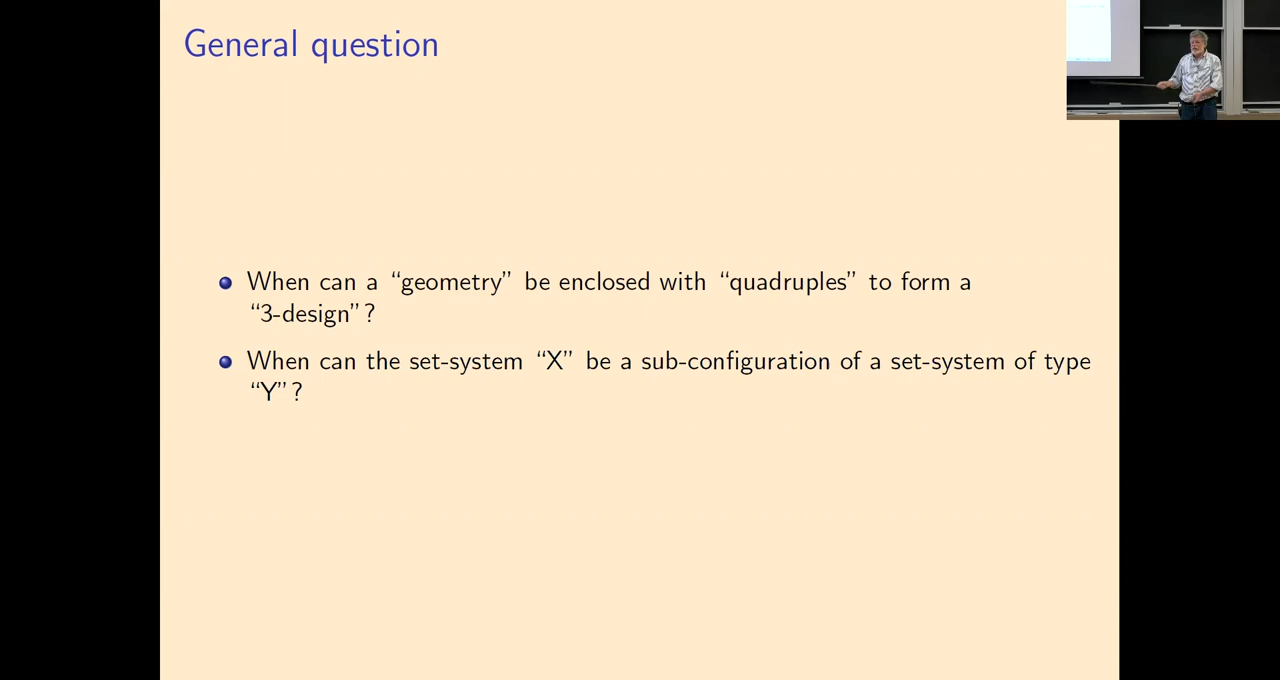 General question
When can a “geometry” be enclosed with “quadruples” to form a
“3-design”?
When can the set-system “X” be a sub-configuration of a set-system of type
“Y”?